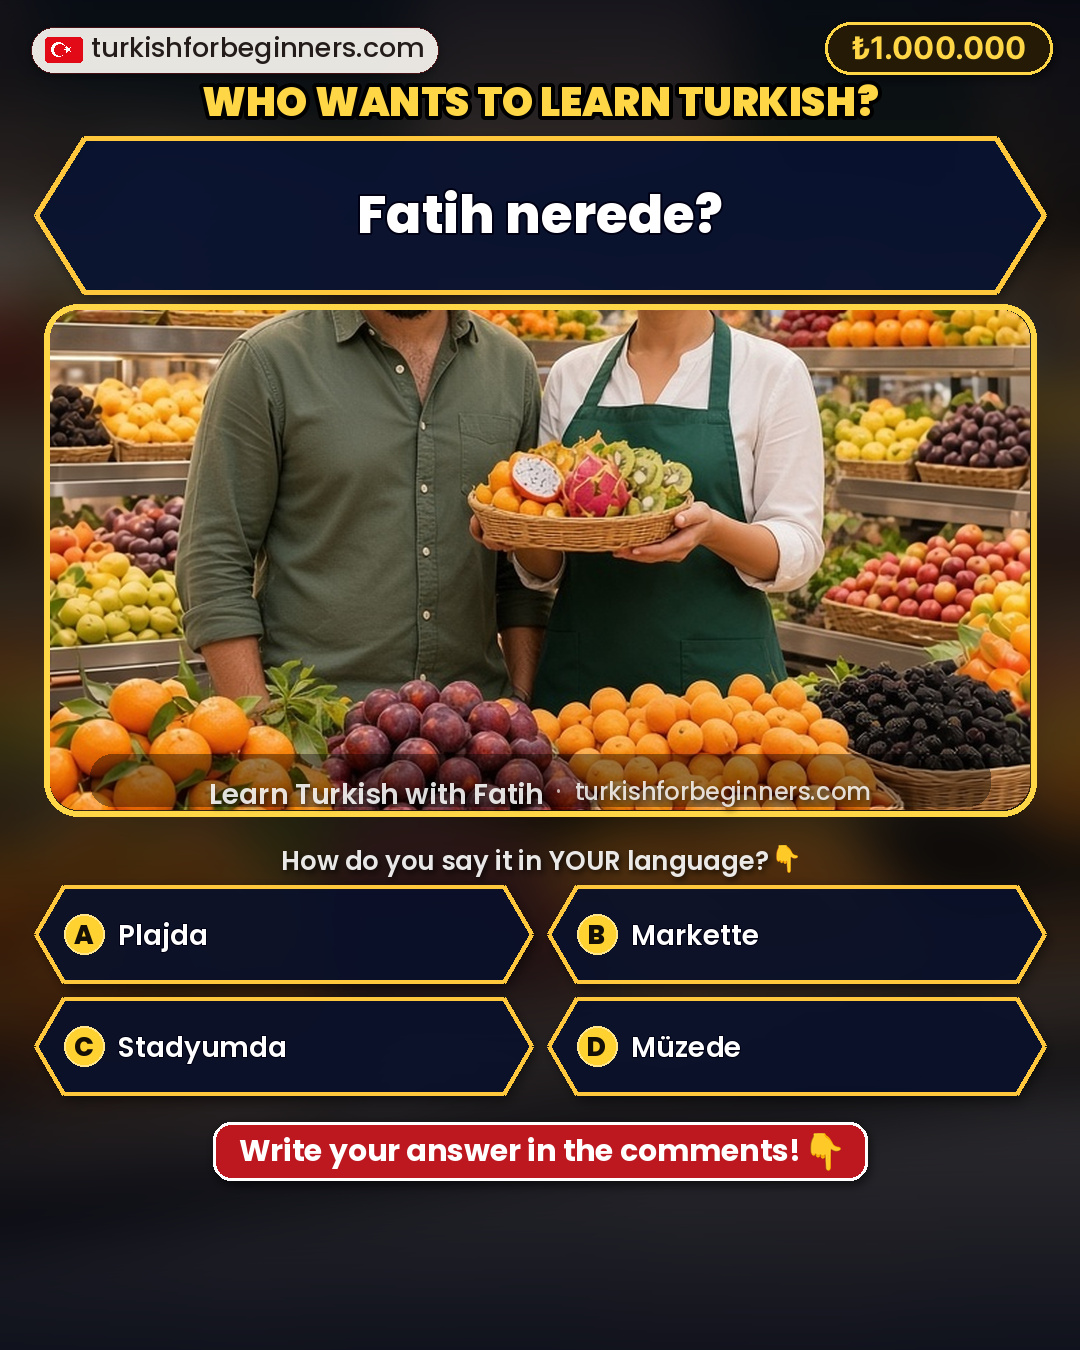 turkishforbeginners.com
₺1.000.000
WHO WANTS TO LEARN TURKISH?
Fatih nerede?
Learn Turkish with Fatih · turkishforbeginners.com
How do you say it in YOUR language?👇
A Plajda
B Markette
C Stadyumda
D Müzede
Write your answer in the comments!👇